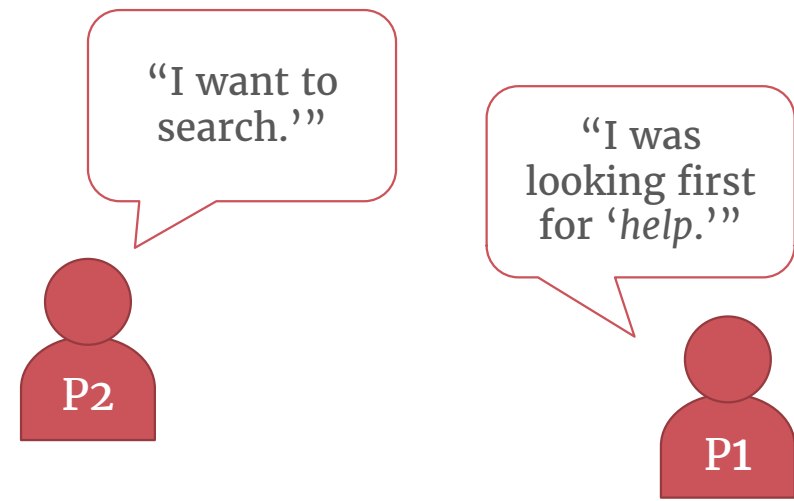 “I want to
search.’”
P2
“I was
looking first
for ‘help.’”
P1